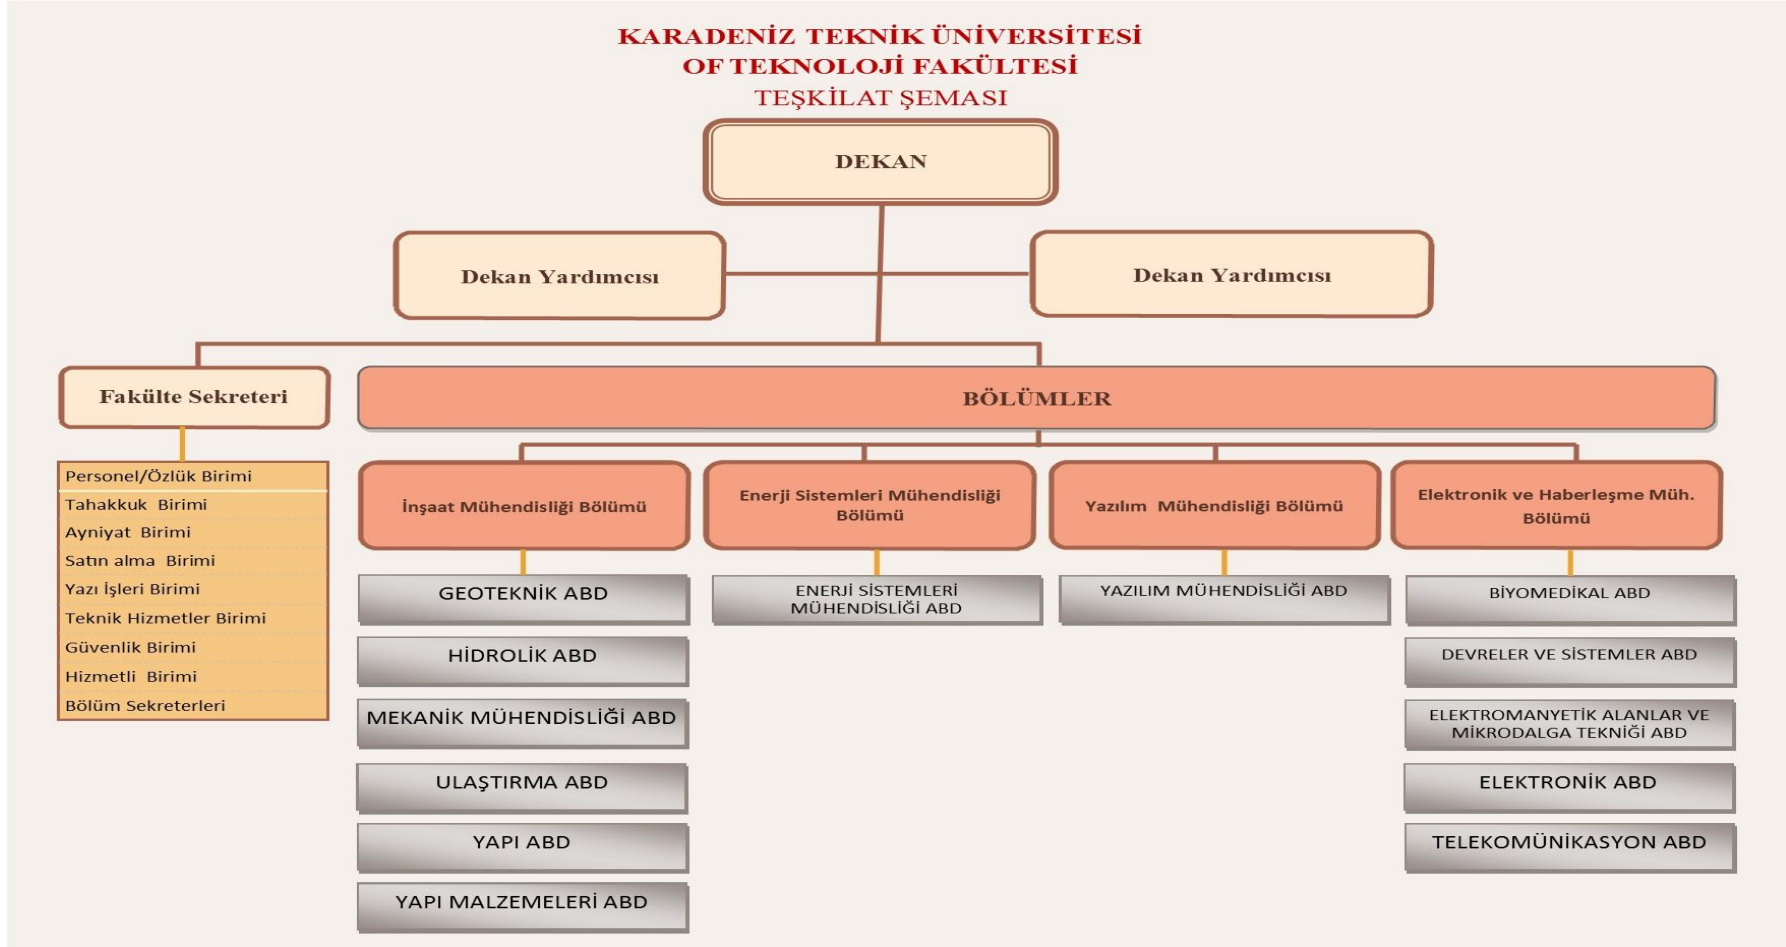 KARADENİZ TEKNİK ÜNİVERSİTESİ
OF TEKNOLOJİ FAKÜLTESİ
TEŞKİLAT ŞEMASI
DEKAN
Dekan Yardımcısı
Dekan Yardımcısı
Fakülte Sekreteri
BÖLÜMLER
Personel/Özlük Birimi
Tahakkuk Birimi
Ayniyat Birimi
Satın alma Birimi
Yazı İşleri Birimi
Teknik Hizmetler Birimi
Güvenlik Birimi
Hizmetli Birimi
Bölüm Sekreterleri
İnşaat Mühendisliği Bölümü
GEOTEKNİK ABD
HİDROLİK ABD
MEKANİK MÜHENDİSLİĞİ ABD
ULAŞTIRMA ABD
YAPI ABD
YAPI MALZEMELERİ ABD
Enerji Sistemleri Mühendisliği
Bölümü
ENERJİ SİSTEMLERİ
MÜHENDİSLİĞİ ABD
Yazılım Mühendisliği Bölümü
YAZILIM MÜHENDİSLİĞİ ABD
Elektronik ve Haberleşme Müh.
Bölümü
BİYOMEDİKAL ABD
DEVRELER VE SİSTEMLER ABD
ELEKTROMANYETİK ALANLAR VE
MİKRODALGA TEKNİĞİ ABD
ELEKTRONİK ABD
TELEKOMÜNİKASYON ABD